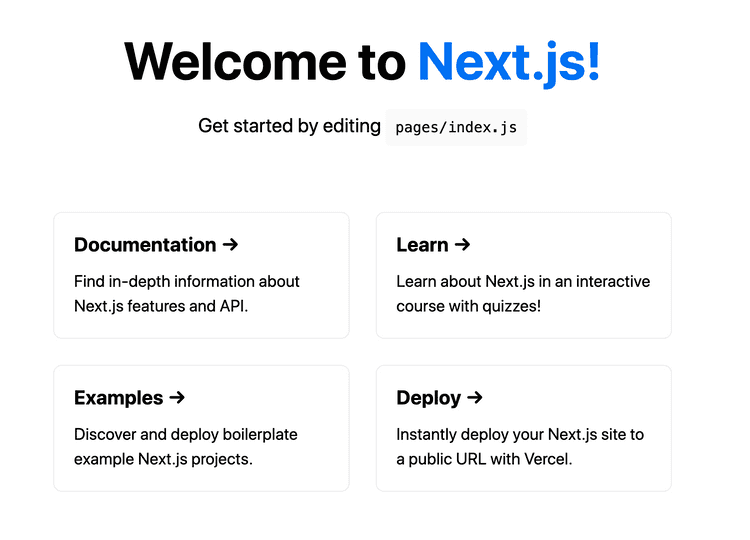 Welcome to Next.js!
Get started by editing pages/index.js
Documentation →
Find in-depth information about
Next.js features and API.
Learn →
Learn about Next.js in an interactive
course with quizzes!
Examples →
Discover and deploy boilerplate
example Next.js projects.
Deploy →
Instantly deploy your Next.js site to
a public URL with Vercel.